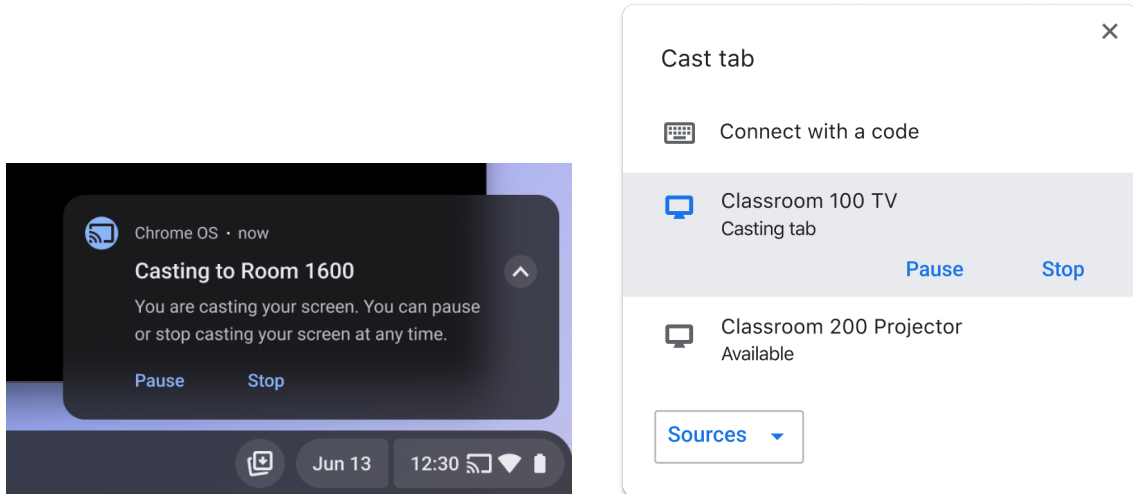 Chrome OS • now
Casting to Room 1600
You are casting your screen. You can pause
or stop casting your screen at any time.
Pause Stop
Jun 13 12:30
Cast tab
Connect with a code
Classroom 100 TV
Casting tab
Pause Stop
Classroom 200 Projector
Available
Sources